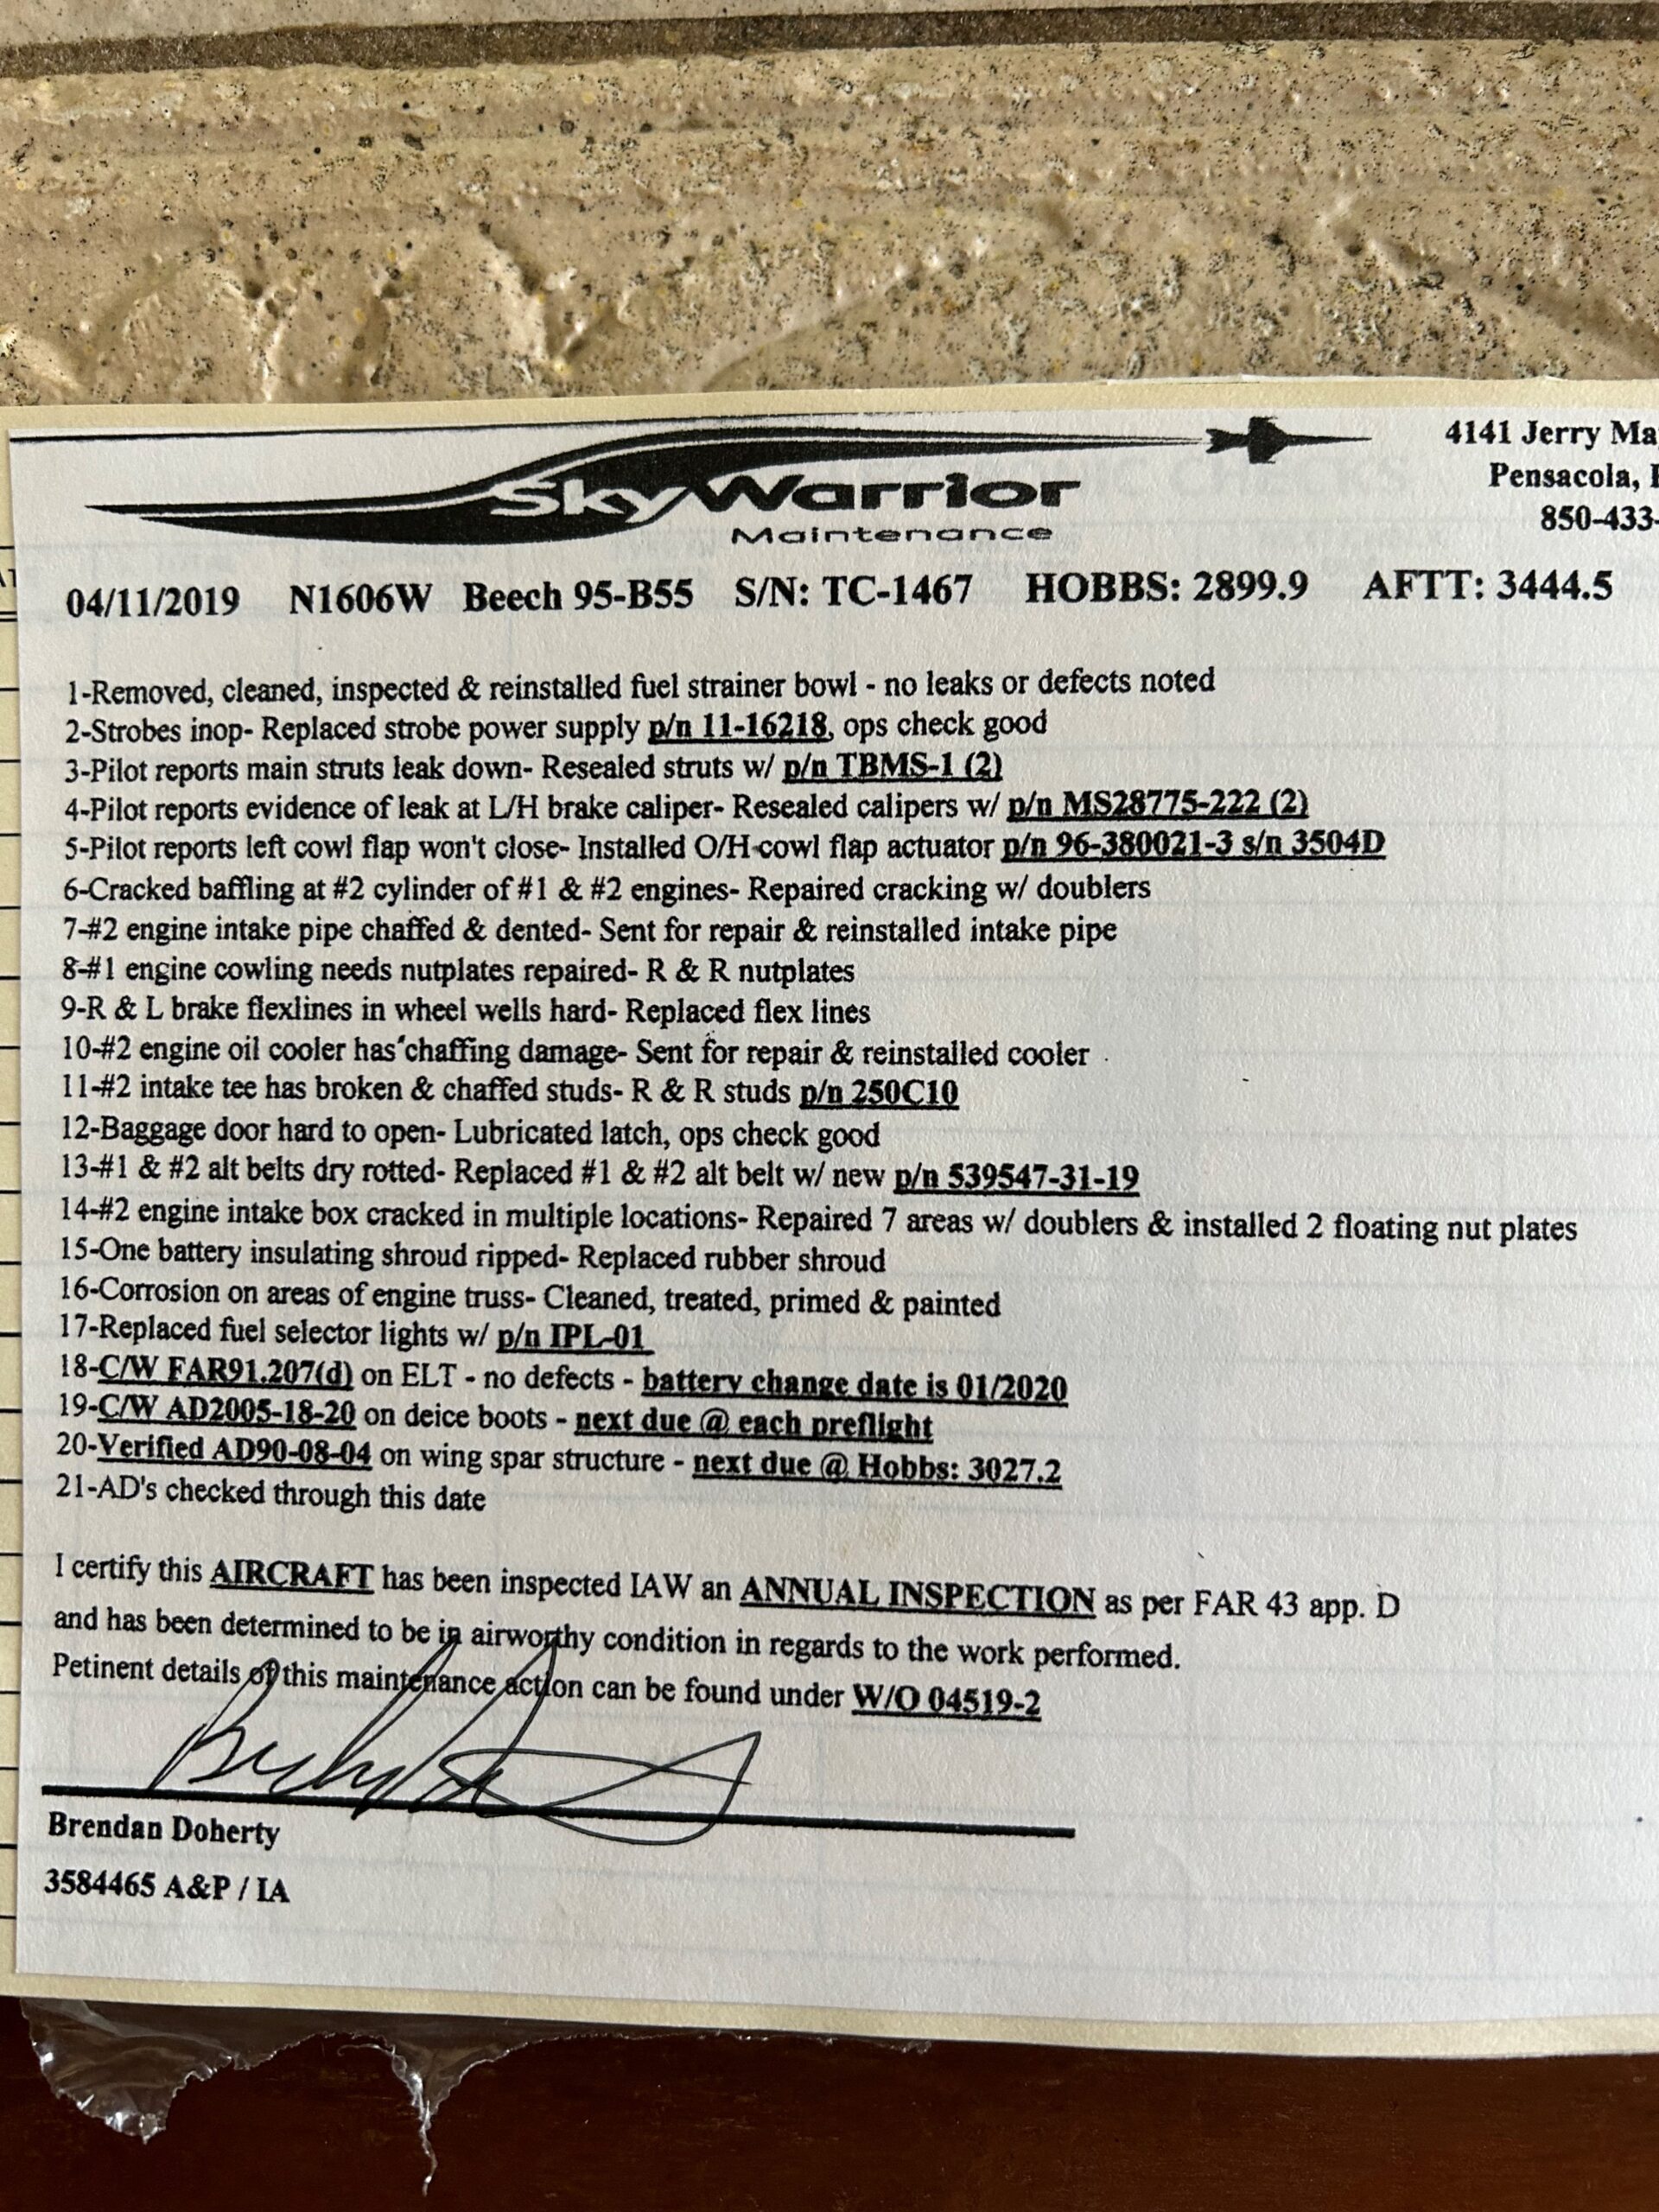 SkyWarrior
Maintenance
4141 Jerry
Pensacola,
850-433-
04/11/2019 N1606W Beech 95-B55 S/N: TC-1467 HOBBS: 2899.9 AFTT: 3444.5
1-Removed, cleaned, inspected & reinstalled fuel strainer bowl - no leaks or defects noted
2-Strobes inop- Replaced strobe power supply p/n 11-16218, ops check good
3-Pilot reports main struts leak down- Resealed struts w/ p/n TBMS-1 (2)
4-Pilot reports evidence of leak at L/H brake caliper- Resealed calipers w/ p/n MS28775-222 (2)
5-Pilot reports left cowl flap won't close- Installed O/H cowl flap actuator p/n 96-380021-3 s/n 3504D
6-Cracked baffling at #2 cylinder of #1 & #2 engines- Repaired cracking w/ doublers
7-#2 engine intake pipe chaffed & dented- Sent for repair & reinstalled intake pipe
8-#1 engine cowling needs nutplates repaired- R & R nutplates
9-R & L brake flexlines in wheel wells hard- Replaced flex lines
10-#2 engine oil cooler has chaffing damage- Sent for repair & reinstalled cooler
11-#2 intake tee has broken & chaffed studs- R & R studs p/n 250C10
12-Baggage door hard to open- Lubricated latch, ops check good
13-#1 & #2 alt belts dry rotted- Replaced #1 & #2 alt belt w/ new p/n 539547-31-19
14-#2 engine intake box cracked in multiple locations- Repaired 7 areas w/ doublers & installed 2 floating nut plates
15-One battery insulating shroud ripped- Replaced rubber shroud
16-Corrosion on areas of engine truss- Cleaned, treated, primed & painted
17-Replaced fuel selector lights w/ p/n IPL-01
18-C/W FAR91.207(d) on ELT - no defects - battery change date is 01/2020
19-C/W AD2005-18-20 on deice boots - next due @ each preflight
20-Verified AD90-08-04 on wing spar structure - next due @ Hobbs: 3027.2
21-AD's checked through this date
I certify this AIRCRAFT has been inspected IAW an ANNUAL INSPECTION as per FAR 43 app. D
and has been determined to be in airworthy condition in regards to the work performed.
Petinent details of this maintenance action can be found under W/O 04519-2
Brendan Doherty
3584465 A&P / IA